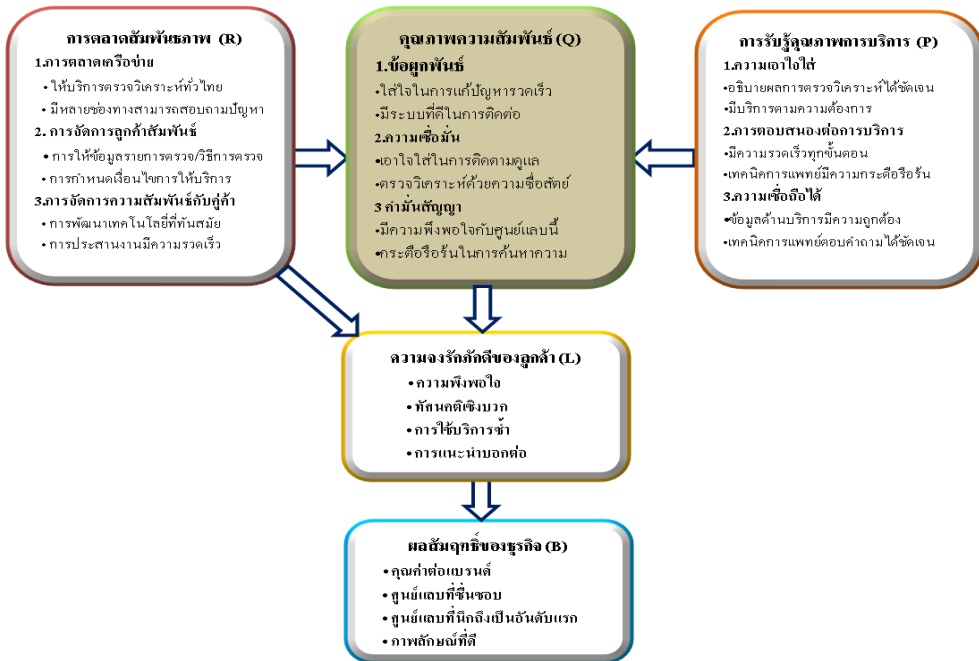 การตลาดสัมพันธภาพ (R)
1.การตลาดเครือข่าย
• ให้บริการตรวจวิเคราะห์ทั่วไทย
• มีหลายช่องทางสามารถสอบถามปัญหา
2. การจัดการลูกค้าสัมพันธ์
• การให้ข้อมูลรายการตรวจ/วิธีการตรวจ
• การกำหนดเงื่อนไขการให้บริการ
3.การจัดการความสัมพันธ์กับคู่ค้า
• การพัฒนาเทคโนโลยี่ที่ทันสมัย
• การประสานงานมีความรวดเร็ว
คุณภาพความสัมพันธ์ (Q)
1.ข้อผูกพันธ์
•ใส่ใจในการแก้ปัญหารวดเร็ว
•มีระบบที่ดีในการติดต่อ
2.ความเชื่อมั่น
•เอาใจใส่ในการติดตามดูแล
•ตรวจวิเคราะห์ด้วยความซื่อสัตย์
3 คำมั่นสัญญา
•มีความพึงพอใจกับศูนย์แลบนี้
•กระตือรือร้นในการค้นหาความ
การรับรู้คุณภาพการบริการ (P)
1.ความเอาใจใส่
•อธิบายผลการตรวจวิเคราะห์ได้ชัดเจน
•มีบริการตามความต้องการ
2.การตอบสนองต่อการบริการ
•มีความรวดเร็วทุกขั้นตอน
•เทคนิคการแพทย์มีความกระตือรือร้น
3.ความเชื่อถือได้
•ข้อมูลด้านบริการมีความถูกต้อง
•เทคนิคการแพทย์ตอบคำถามได้ชัดเจน
ความจงรักภักดีของลูกค้า (L)
• ความพึงพอใจ
• ทัศนคติเชิงบวก
• การใช้บริการซ้ำ
• การแนะนำบอกต่อ
ผลสัมฤทธิ์ของธุรกิจ (B)
• คุณค่าต่อแบรนด์
• ศูนย์แลบที่ชื่นชอบ
• ศูนย์แลบที่นึกถึงเป็นอันดับแรก
• ภาพลักษณ์ที่ดี